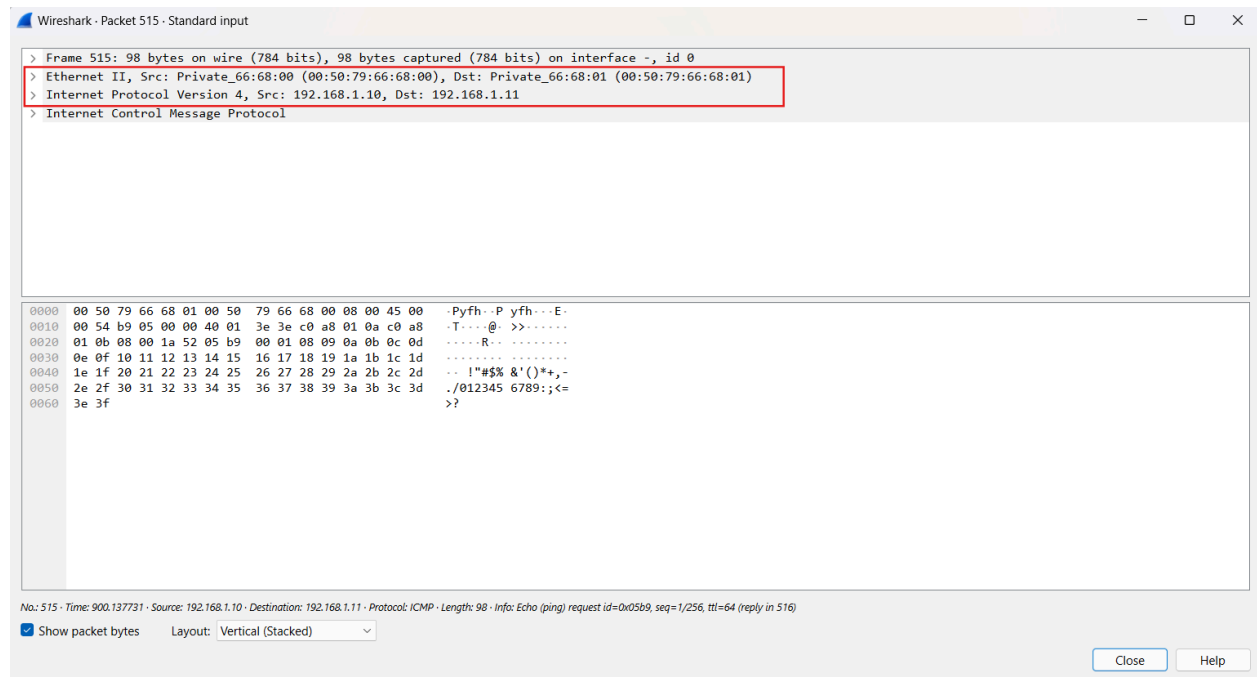 Wireshark · Packet 515 · Standard input
> Frame 515: 98 bytes on wire (784 bits), 98 bytes captured (784 bits) on interface -, id 0
> Ethernet II, Src: Private_66:68:00 (00:50:79:66:68:00), Dst: Private_66:68:01 (00:50:79:66:68:01)
> Internet Protocol Version 4, Src: 192.168.1.10, Dst: 192.168.1.11
> Internet Control Message Protocol
0000 00 50 79 66 68 01 00 50 79 66 68 00 08 00 45 00 ·Pyfh··P yfh···E·
0010 00 54 b9 05 00 00 40 01 3e 3e c0 a8 01 0a c0 a8 ·T····@· >>······
0020 01 0b 08 00 1a 52 05 b9 00 01 08 09 0a 0b 0c 0d ·····R·· ········
0030 0e 0f 10 11 12 13 14 15 16 17 18 19 1a 1b 1c 1d ········ ········
0040 1e 1f 20 21 22 23 24 25 26 27 28 29 2a 2b 2c 2d ·· !"#$% &'()*+,-
0050 2e 2f 30 31 32 33 34 35 36 37 38 39 3a 3b 3c 3d ./012345 6789:;<=
0060 3e 3f >?
No.: 515 · Time: 900.137731 · Source: 192.168.1.10 · Destination: 192.168.1.11 · Protocol: ICMP · Length: 98 · Info: Echo (ping) request id=0x05b9, seq=1/256, ttl=64 (reply in 516)
Show packet bytes Layout: Vertical (Stacked)
Close Help